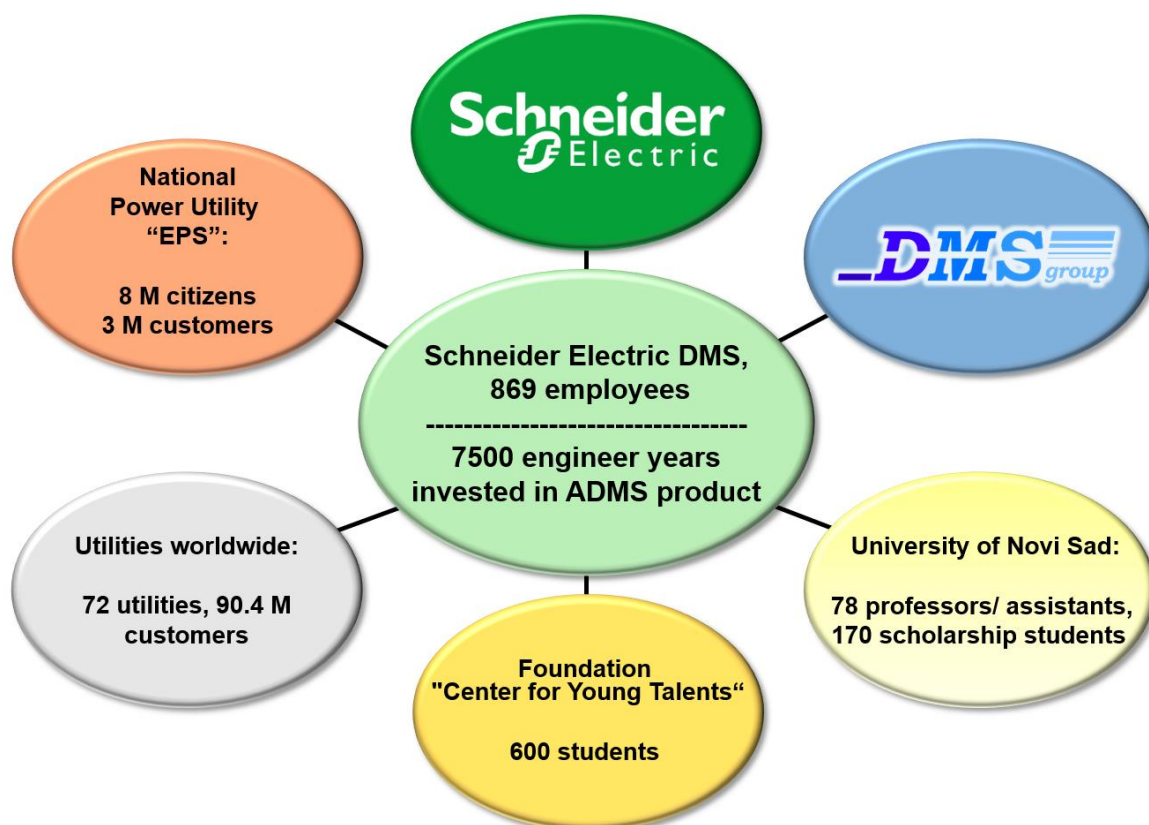 Schneider
Electric
National
Power Utility
“EPS”:
8 M citizens
3 M customers
DMS
group
Schneider Electric DMS,
869 employees
----------------------------------
7500 engineer years
invested in ADMS product
Utilities worldwide:
72 utilities, 90.4 M
customers
University of Novi Sad:
78 professors/ assistants,
170 scholarship students
Foundation
"Center for Young Talents“
600 students